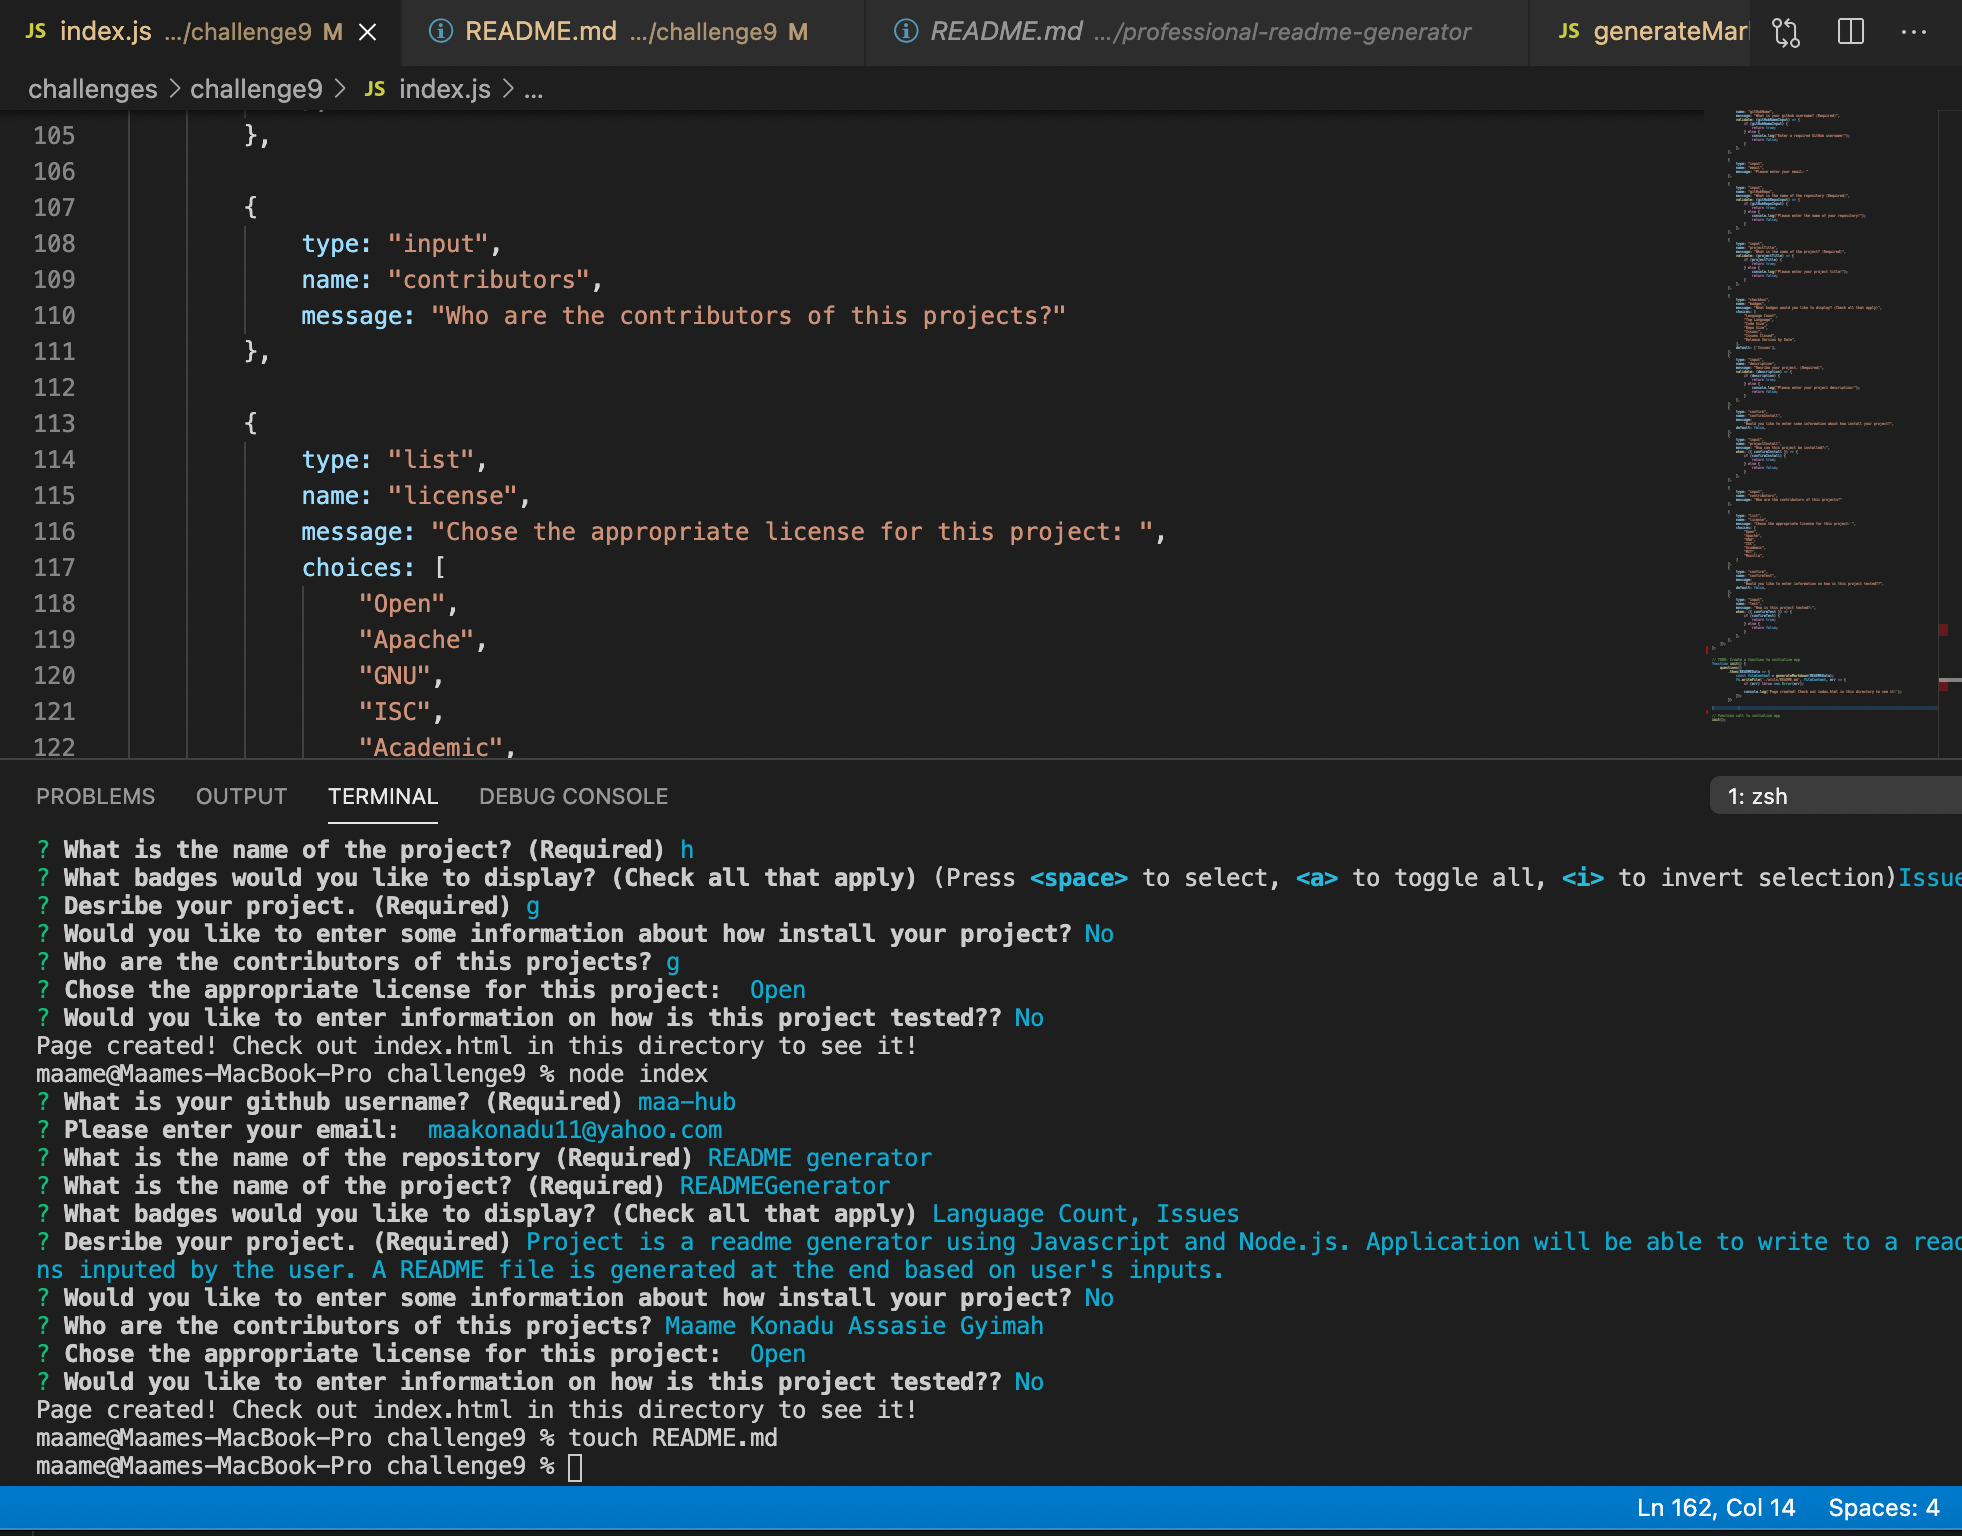 JS index.js .../challenge9 M
README.md .../challenge9 M
README.md .../professional-readme-generator
JS generateMar
challenges > challenge9 > JS index.js > ...
105 },
106
107 {
108 type: "input",
109 name: "contributors",
110 message: "Who are the contributors of this projects?"
111 },
112
113 {
114 type: "list",
115 name: "license",
116 message: "Chose the appropriate license for this project: ",
117 choices: [
118 "Open",
119 "Apache",
120 "GNU",
121 "ISC",
122 "Academic",
PROBLEMS OUTPUT TERMINAL DEBUG CONSOLE 1: zsh
? What is the name of the project? (Required) h
? What badges would you like to display? (Check all that apply) (Press <space> to select, <a> to toggle all, <i> to invert selection)Issue
? Desribe your project. (Required) g
? Would you like to enter some information about how install your project? No
? Who are the contributors of this projects? g
? Chose the appropriate license for this project:  Open
? Would you like to enter information on how is this project tested?? No
Page created! Check out index.html in this directory to see it!
maame@Maames-MacBook-Pro challenge9 % node index
? What is your github username? (Required) maa-hub
? Please enter your email:  maakonadu11@yahoo.com
? What is the name of the repository (Required) README generator
? What is the name of the project? (Required) READMEGenerator
? What badges would you like to display? (Check all that apply) Language Count, Issues
? Desribe your project. (Required) Project is a readme generator using Javascript and Node.js. Application will be able to write to a read
ns inputed by the user. A README file is generated at the end based on user's inputs.
? Would you like to enter some information about how install your project? No
? Who are the contributors of this projects? Maame Konadu Assasie Gyimah
? Chose the appropriate license for this project:  Open
? Would you like to enter information on how is this project tested?? No
Page created! Check out index.html in this directory to see it!
maame@Maames-MacBook-Pro challenge9 % touch README.md
maame@Maames-MacBook-Pro challenge9 %
Ln 162, Col 14 Spaces: 4